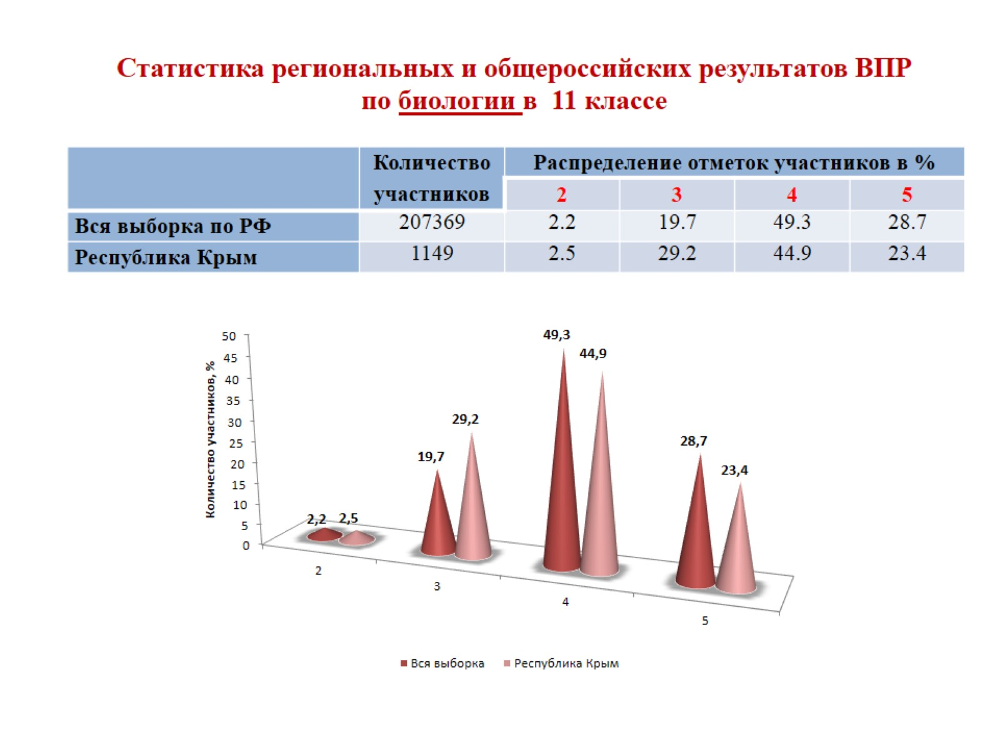 Статистика региональных и общероссийских результатов ВПР
по биологии в 11 классе
Количество участников
Распределение отметок участников в %
2 3 4 5
Вся выборка по РФ 207369 2.2 19.7 49.3 28.7
Республика Крым 1149 2.5 29.2 44.9 23.4
Количество участников, %
50
45
40
35
30
25
20
15
10
5
0
2,2 2,5
19,7 29,2
49,3 44,9
28,7 23,4
2
3
4
5
Вся выборка Республика Крым